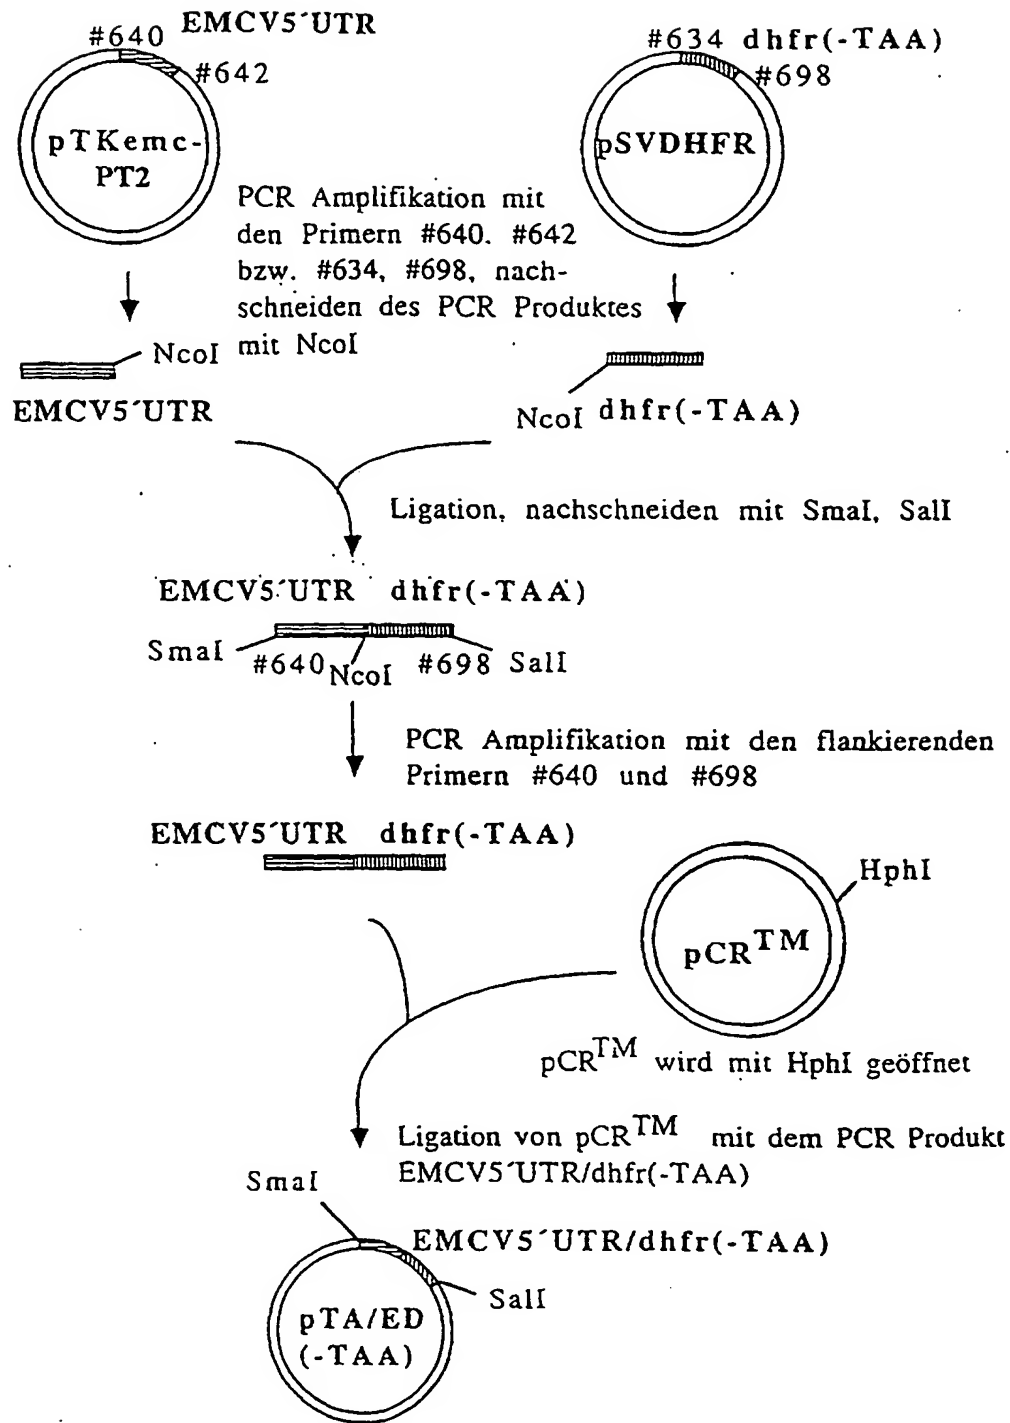 #640 EMCV5´UTR
#642
pTKemc-
PT2
#634 dhfr(-TAA)
#698
pSVDHFR
PCR Amplifikation mit
den Primern #640. #642
bzw. #634, #698, nach-
schneiden des PCR Produktes
mit NcoI
NcoI
EMCV5´UTR
NcoI dhfr(-TAA)
Ligation, nachschneiden mit SmaI, SalI
EMCV5´UTR dhfr(-TAA)
SmaI #640 NcoI #698 SalI
PCR Amplifikation mit den flankierenden
Primern #640 und #698
EMCV5´UTR dhfr(-TAA)
HphI
pCR™
pCR™ wird mit HphI geöffnet
Ligation von pCR™ mit dem PCR Produkt
EMCV5´UTR/dhfr(-TAA)
SmaI
EMCV5´UTR/dhfr(-TAA)
SalI
pTA/ED
(-TAA)